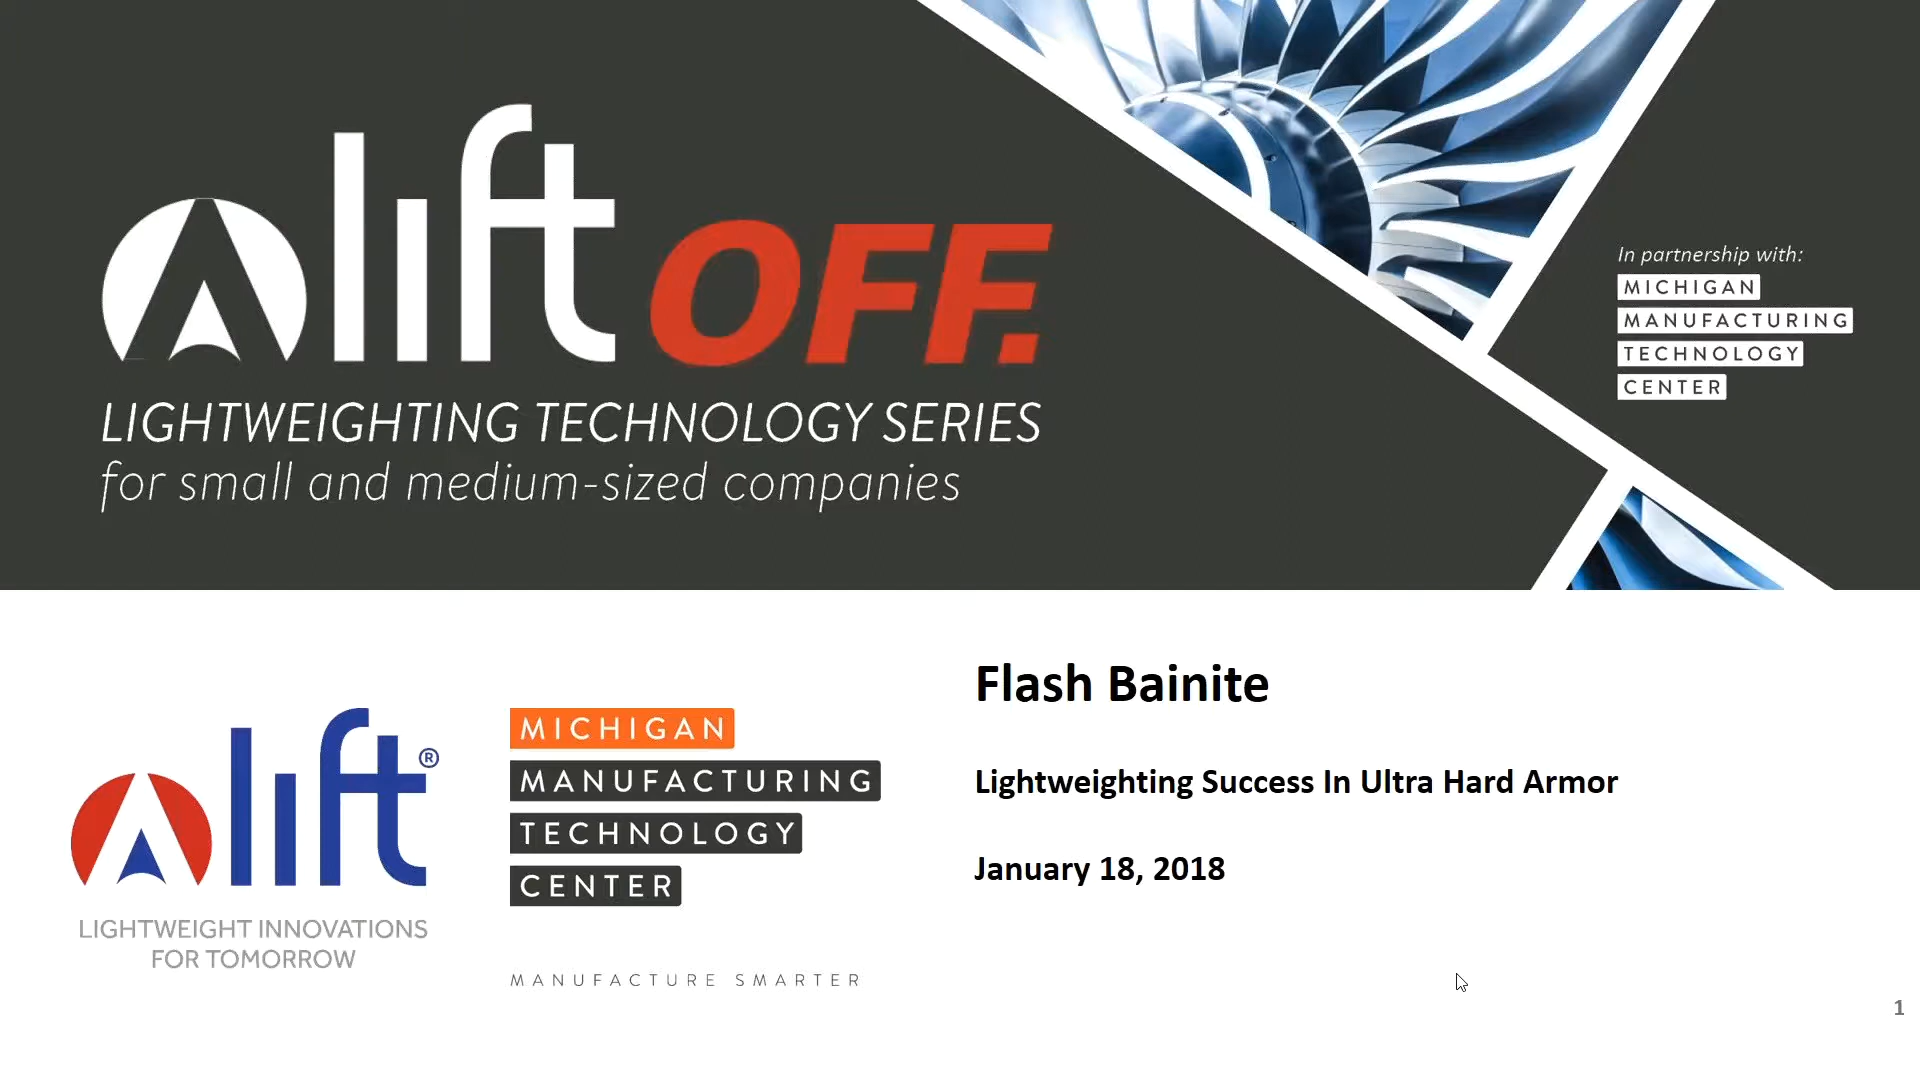 lift OFF.
LIGHTWEIGHTING TECHNOLOGY SERIES
for small and medium-sized companies
In partnership with:
MICHIGAN
MANUFACTURING
TECHNOLOGY
CENTER
lift®
LIGHTWEIGHT INNOVATIONS
FOR TOMORROW
MICHIGAN
MANUFACTURING
TECHNOLOGY
CENTER
MANUFACTURE SMARTER
Flash Bainite
Lightweighting Success In Ultra Hard Armor
January 18, 2018
1